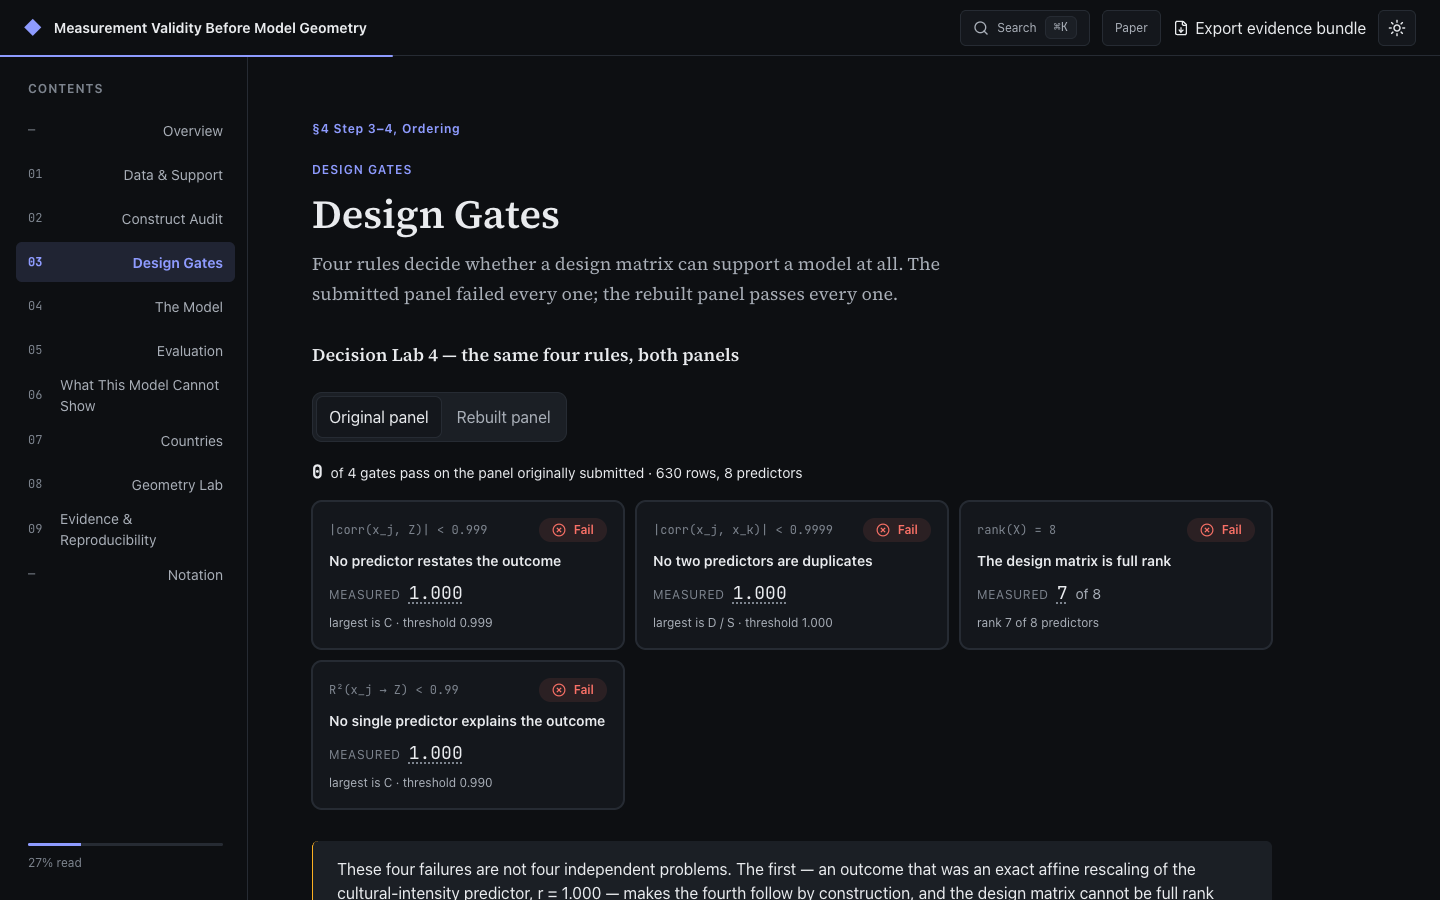 Measurement Validity Before Model Geometry
Search ⌘K
Paper
Export evidence bundle
CONTENTS
— Overview
01 Data & Support
02 Construct Audit
03 Design Gates
04 The Model
05 Evaluation
06 What This Model Cannot
Show
07 Countries
08 Geometry Lab
09 Evidence &
Reproducibility
— Notation
27% read
§4 Step 3–4, Ordering
DESIGN GATES
Design Gates
Four rules decide whether a design matrix can support a model at all. The
submitted panel failed every one; the rebuilt panel passes every one.
Decision Lab 4 — the same four rules, both panels
Original panel
Rebuilt panel
0 of 4 gates pass on the panel originally submitted · 630 rows, 8 predictors
|corr(x_j, Z)| < 0.999
Fail
No predictor restates the outcome
MEASURED 1.000
largest is C · threshold 0.999
|corr(x_j, x_k)| < 0.9999
Fail
No two predictors are duplicates
MEASURED 1.000
largest is D / S · threshold 1.000
rank(X) = 8
Fail
The design matrix is full rank
MEASURED 7 of 8
rank 7 of 8 predictors
R²(x_j → Z) < 0.99
Fail
No single predictor explains the outcome
MEASURED 1.000
largest is C · threshold 0.990
These four failures are not four independent problems. The first — an outcome that was an exact affine rescaling of the
cultural-intensity predictor, r = 1.000 — makes the fourth follow by construction, and the design matrix cannot be full rank